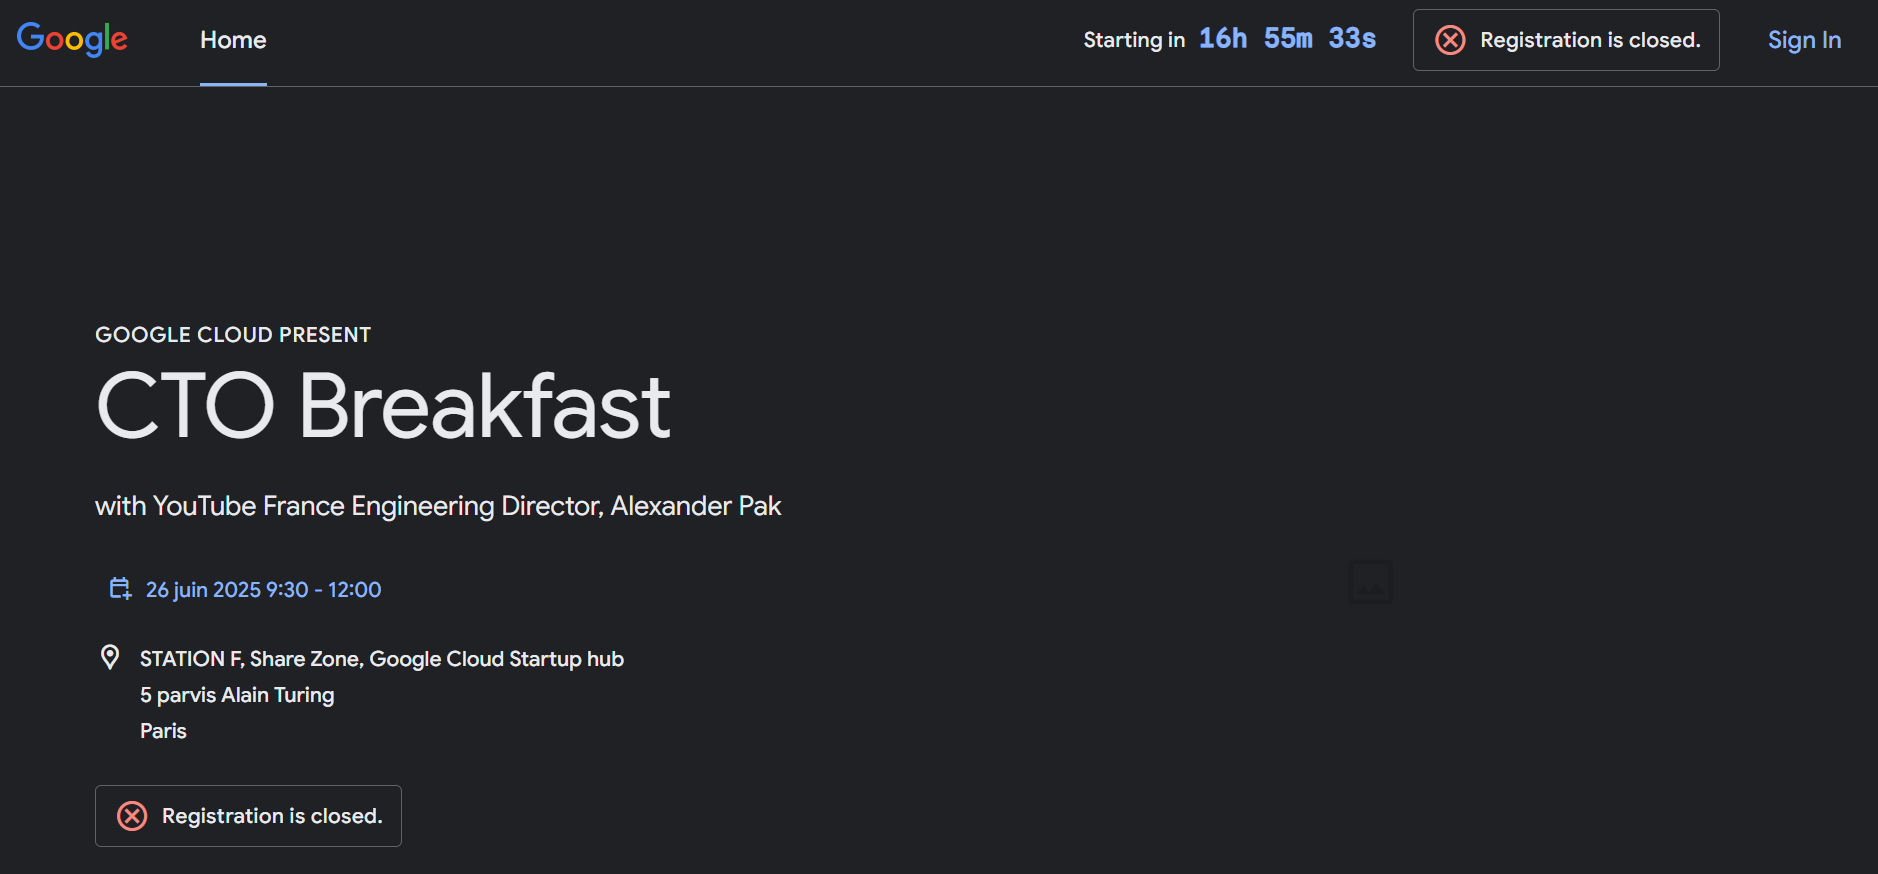 Google
Home
Starting in 16h 55m 33s
Registration is closed.
Sign In
GOOGLE CLOUD PRESENT
CTO Breakfast
with YouTube France Engineering Director, Alexander Pak
26 juin 2025 9:30 - 12:00
STATION F, Share Zone, Google Cloud Startup hub
5 parvis Alain Turing
Paris
Registration is closed.